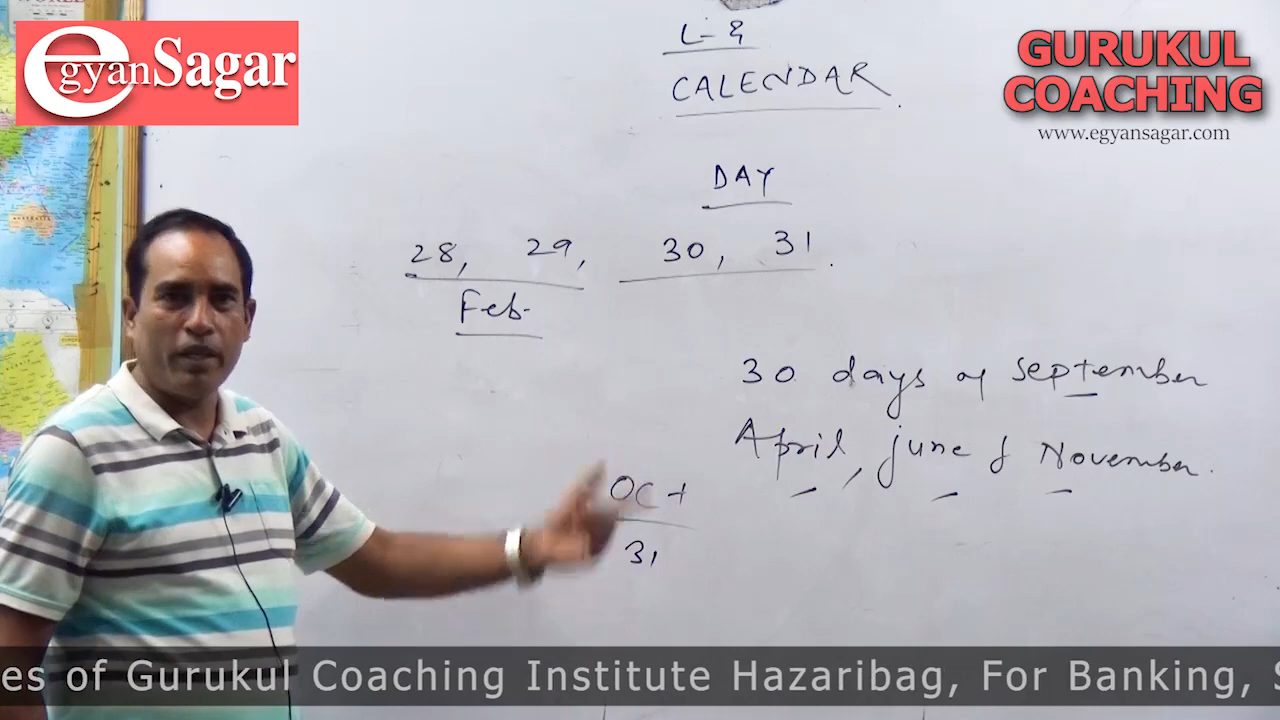 egyanSagar
GURUKUL
COACHING
www.egyansagar.com
CALENDAR
DAY
28, 29, 30, 31.
Feb-
30 days of September
April, june & November.
Oct
31
es of Gurukul Coaching Institute Hazaribag, For Banking, S
AUSTRALIA